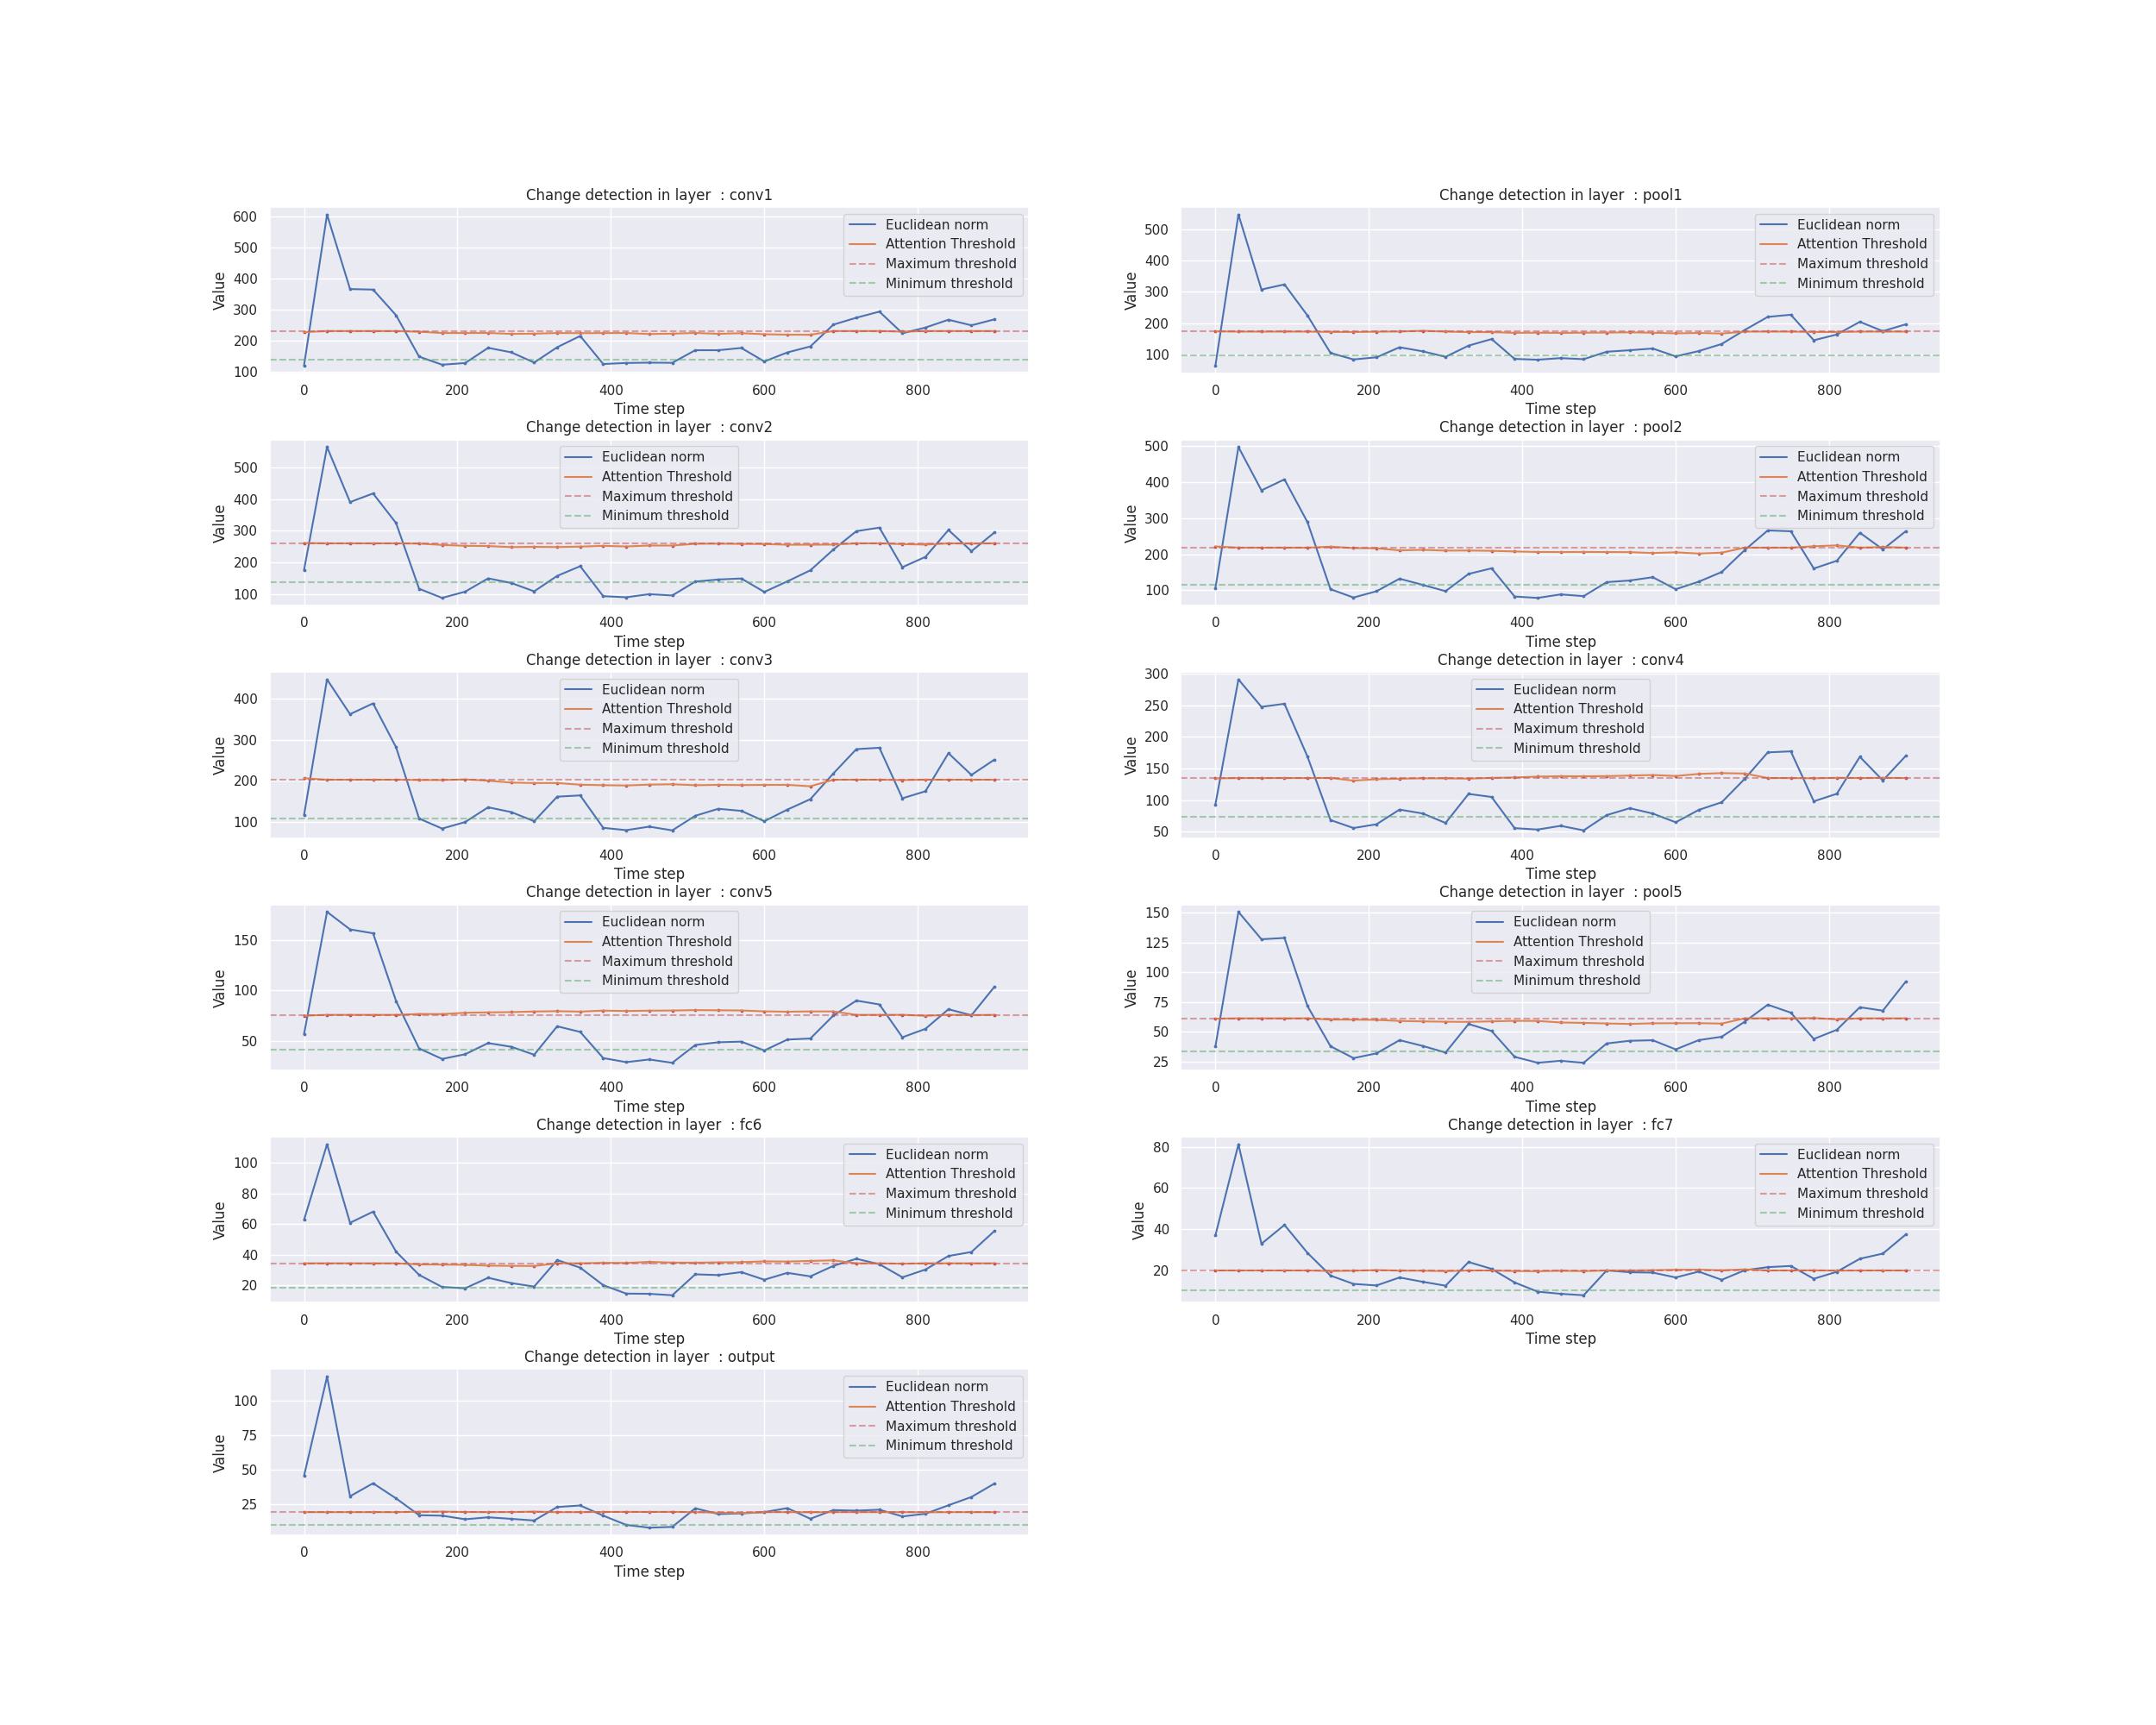 Change detection in layer  : conv1
600
500
400
300
200
100
Value
Euclidean norm
Attention Threshold
Maximum threshold
Minimum threshold
0 200 400 600 800
Time step
Change detection in layer  : pool1
500
400
300
200
100
Value
Euclidean norm
Attention Threshold
Maximum threshold
Minimum threshold
0 200 400 600 800
Time step
Change detection in layer  : conv2
500
400
300
200
100
Value
Euclidean norm
Attention Threshold
Maximum threshold
Minimum threshold
0 200 400 600 800
Time step
Change detection in layer  : pool2
500
400
300
200
100
Value
Euclidean norm
Attention Threshold
Maximum threshold
Minimum threshold
0 200 400 600 800
Time step
Change detection in layer  : conv3
400
300
200
100
Value
Euclidean norm
Attention Threshold
Maximum threshold
Minimum threshold
0 200 400 600 800
Time step
Change detection in layer  : conv4
300
250
200
150
100
50
Value
Euclidean norm
Attention Threshold
Maximum threshold
Minimum threshold
0 200 400 600 800
Time step
Change detection in layer  : conv5
150
100
50
Value
Euclidean norm
Attention Threshold
Maximum threshold
Minimum threshold
0 200 400 600 800
Time step
Change detection in layer  : pool5
150
125
100
75
50
25
Value
Euclidean norm
Attention Threshold
Maximum threshold
Minimum threshold
0 200 400 600 800
Time step
Change detection in layer  : fc6
100
80
60
40
20
Value
Euclidean norm
Attention Threshold
Maximum threshold
Minimum threshold
0 200 400 600 800
Time step
Change detection in layer  : fc7
80
60
40
20
Value
Euclidean norm
Attention Threshold
Maximum threshold
Minimum threshold
0 200 400 600 800
Time step
Change detection in layer  : output
100
75
50
25
Value
Euclidean norm
Attention Threshold
Maximum threshold
Minimum threshold
0 200 400 600 800
Time step